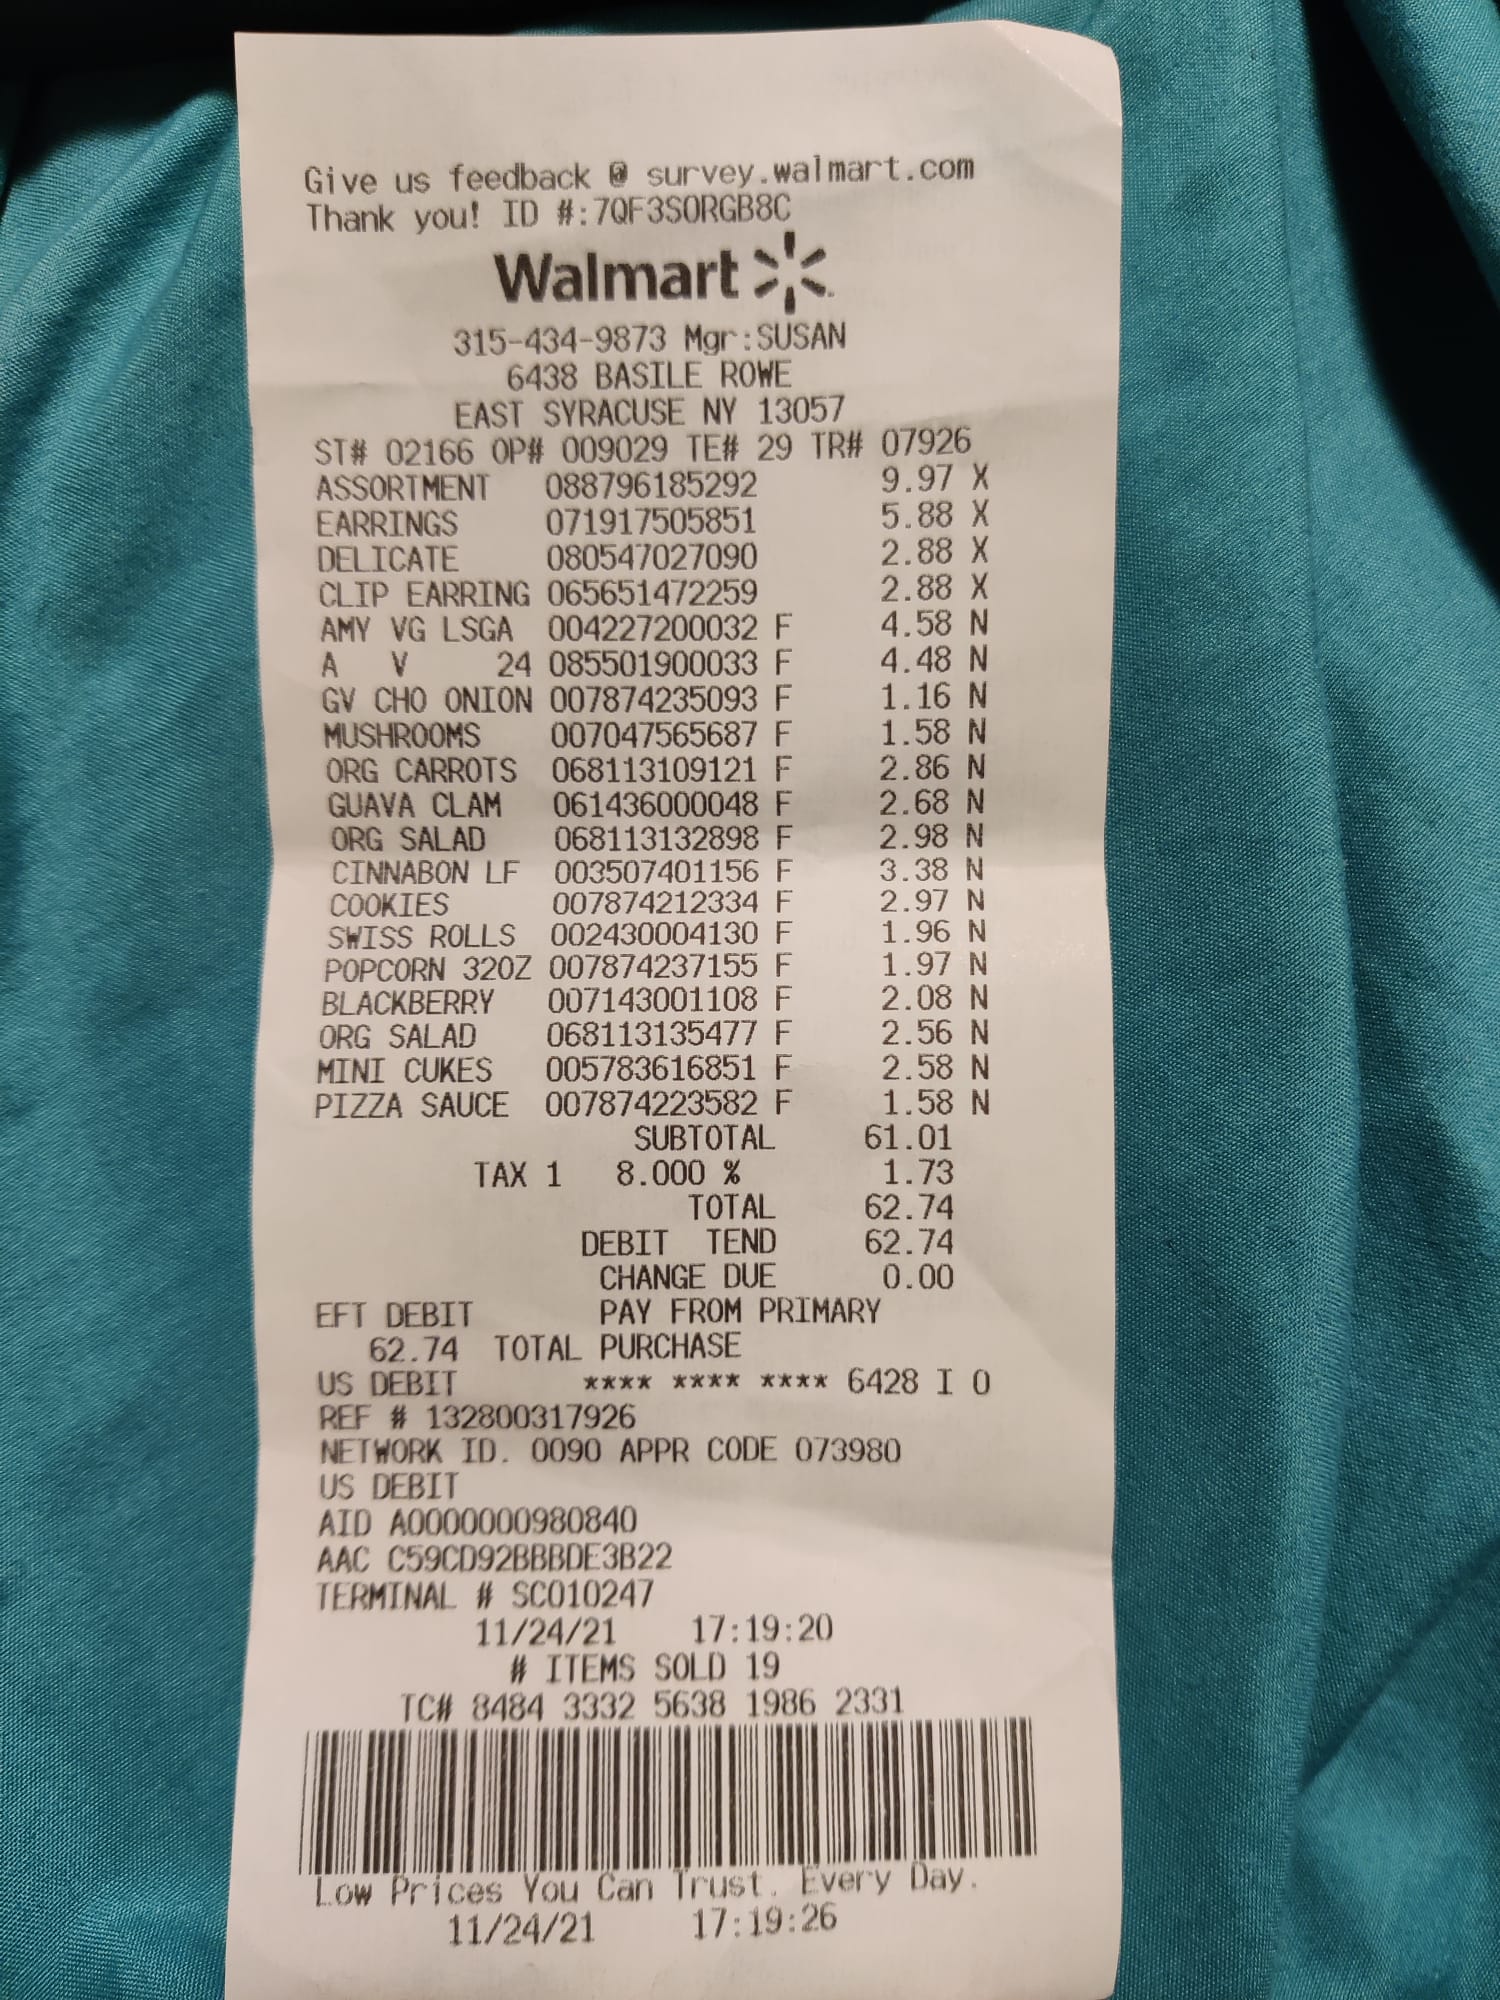 Give us feedback @ survey.walmart.com
Thank you! ID #:7QF3S0RGB8C
Walmart
315-434-9873 Mgr:SUSAN
6438 BASILE ROWE
EAST SYRACUSE NY 13057
ST# 02166 OP# 009029 TE# 29 TR# 07926
ASSORTMENT 088796185292 9.97 X
EARRINGS 071917505851 5.88 X
DELICATE 080547027090 2.88 X
CLIP EARRING 065651472259 2.88 X
AMY VG LSGA 004227200032 F 4.58 N
A V 24 085501900033 F 4.48 N
GV CHO ONION 007874235093 F 1.16 N
MUSHROOMS 007047565687 F 1.58 N
ORG CARROTS 068113109121 F 2.86 N
GUAVA CLAM 061436000048 F 2.68 N
ORG SALAD 068113132898 F 2.98 N
CINNABON LF 003507401156 F 3.38 N
COOKIES 007874212334 F 2.97 N
SWISS ROLLS 002430004130 F 1.96 N
POPCORN 32OZ 007874237155 F 1.97 N
BLACKBERRY 007143001108 F 2.08 N
ORG SALAD 068113135477 F 2.56 N
MINI CUKES 005783616851 F 2.58 N
PIZZA SAUCE 007874223582 F 1.58 N
SUBTOTAL 61.01
TAX 1 8.000 % 1.73
TOTAL 62.74
DEBIT TEND 62.74
CHANGE DUE 0.00
EFT DEBIT PAY FROM PRIMARY
62.74 TOTAL PURCHASE
US DEBIT **** **** **** 6428 I 0
REF # 132800317926
NETWORK ID. 0090 APPR CODE 073980
US DEBIT
AID A0000000980840
AAC C59CD92BBBDE3B22
TERMINAL # SC010247
11/24/21 17:19:20
# ITEMS SOLD 19
TC# 8484 3332 5638 1986 2331
Low Prices You Can Trust. Every Day.
11/24/21 17:19:26